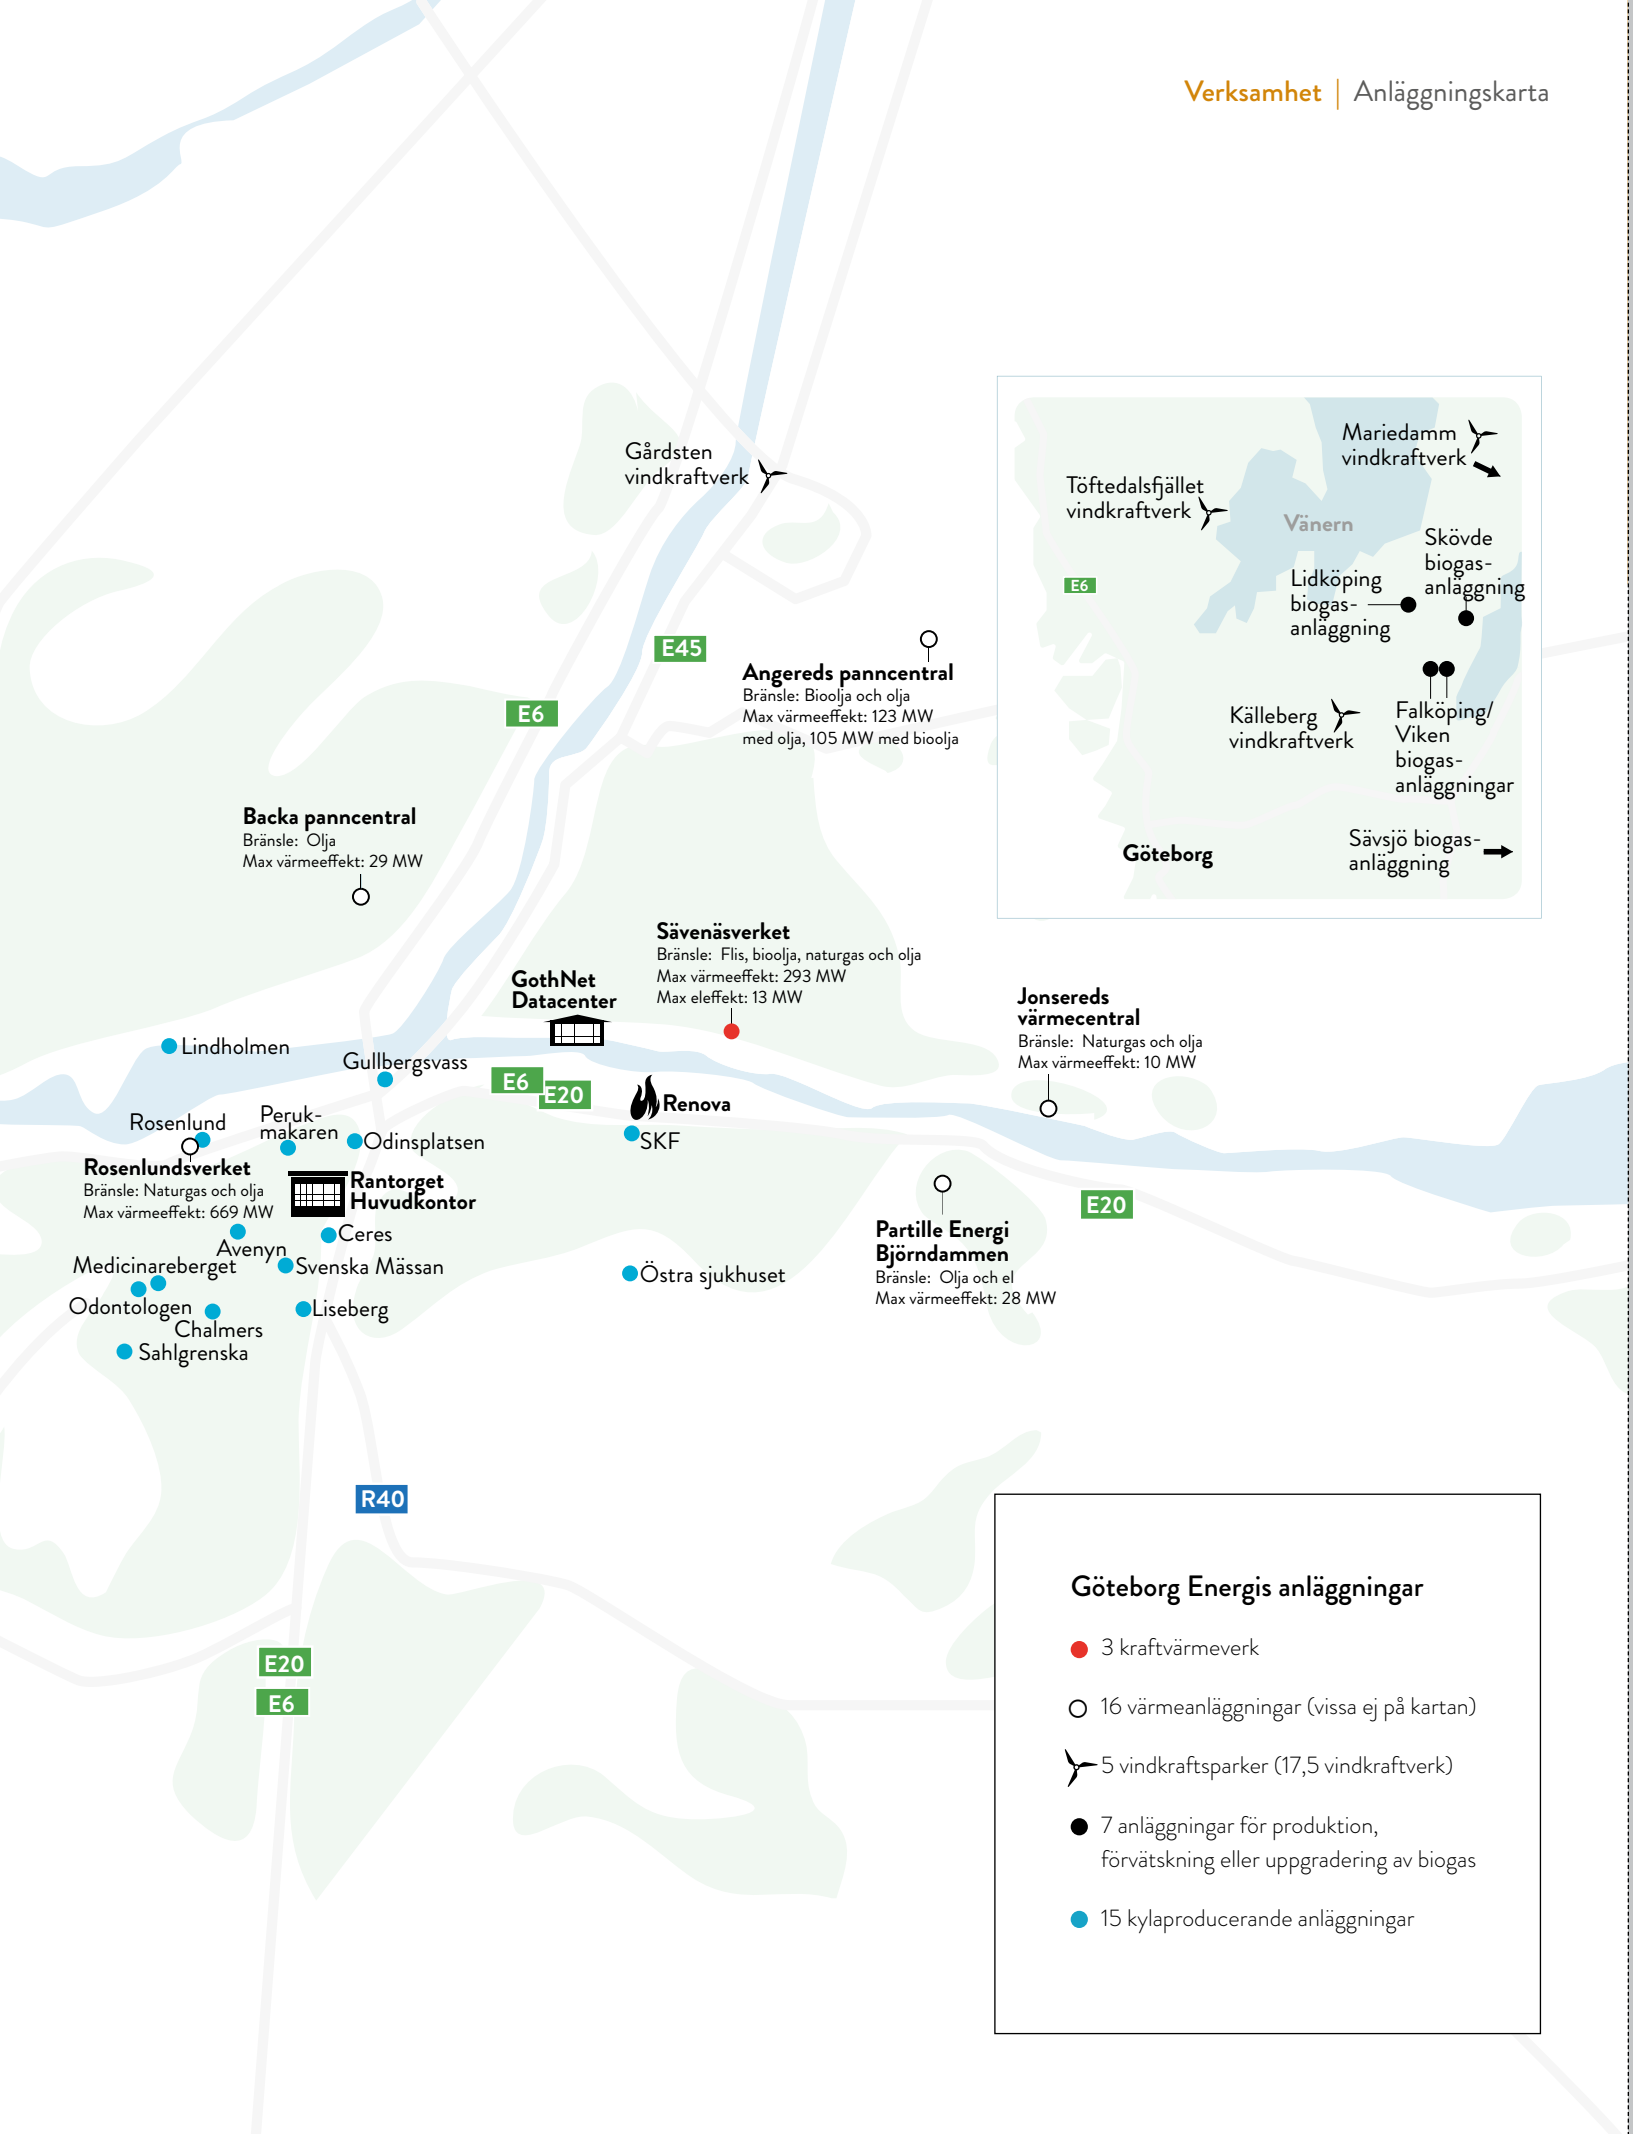 Verksamhet | Anläggningskarta
Gårdsten
vindkraftverk
Mariedamm
vindkraftverk
Töftedalsfjället
vindkraftverk
Vänern
Skövde
biogas-
anläggning
E6
Lidköping
biogas-
anläggning
Källeberg
vindkraftverk
Falköping/
Viken
biogas-
anläggningar
Sävsjö biogas-
anläggning
Göteborg
E45
E6
Angereds panncentral
Bränsle: Bioolja och olja
Max värmeeffekt: 123 MW
med olja, 105 MW med bioolja
Backa panncentral
Bränsle: Olja
Max värmeeffekt: 29 MW
Sävenäsverket
Bränsle: Flis, bioolja, naturgas och olja
Max värmeeffekt: 293 MW
Max eleffekt: 13 MW
GothNet
Datacenter
Jonsereds
värmecentral
Bränsle: Naturgas och olja
Max värmeeffekt: 10 MW
Lindholmen
Gullbergsvass
E6
E20
Renova
SKF
Rosenlund
Peruk-
makaren
Odinsplatsen
Rosenlundsverket
Bränsle: Naturgas och olja
Max värmeeffekt: 669 MW
Rantorget
Huvudkontor
E20
Partille Energi
Björndammen
Bränsle: Olja och el
Max värmeeffekt: 28 MW
Avenyn
Ceres
Medicinareberget
Svenska Mässan
Östra sjukhuset
Odontologen
Liseberg
Chalmers
Sahlgrenska
R40
E20
E6
Göteborg Energis anläggningar
3 kraftvärmeverk
16 värmeanläggningar (vissa ej på kartan)
5 vindkraftsparker (17,5 vindkraftverk)
7 anläggningar för produktion,
förvätskning eller uppgradering av biogas
15 kylaproducerande anläggningar